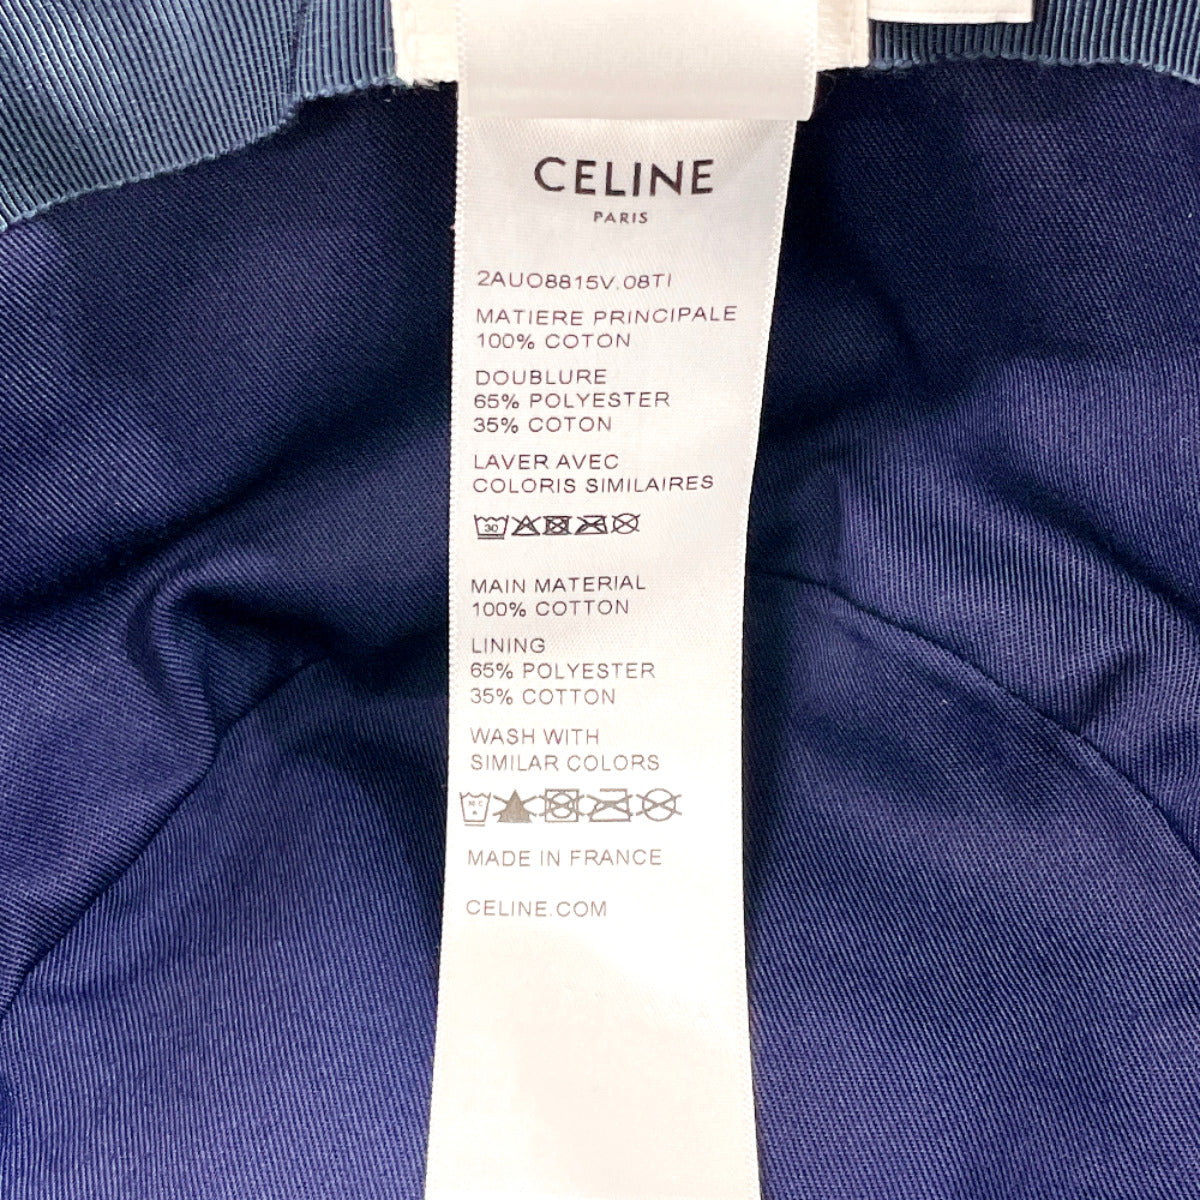 CELINE
PARIS
2AUO8815V.08TI
MATIERE PRINCIPALE
100% COTON
DOUBLURE
65% POLYESTER
35% COTON
LAVER AVEC
COLORIS SIMILAIRES
30
MAIN MATERIAL
100% COTTON
LINING
65% POLYESTER
35% COTTON
WASH WITH
SIMILAR COLORS
MADE IN FRANCE
CELINE.COM